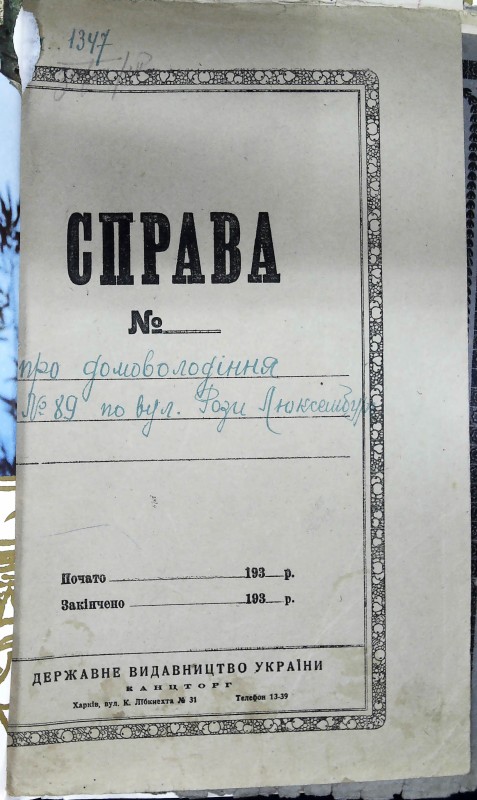 1347
СПРАВА
№
про домоволодіння
№ 89 по вул. Рози Люксембург
Почато 193 р.
Закінчено 193 р.
ДЕРЖАВНЕ ВИДАВНИЦТВО УКРАЇНИ
КАНЦТОРГ
Харків, вул. К. Лібкнехта № 31 Телефон 13-39